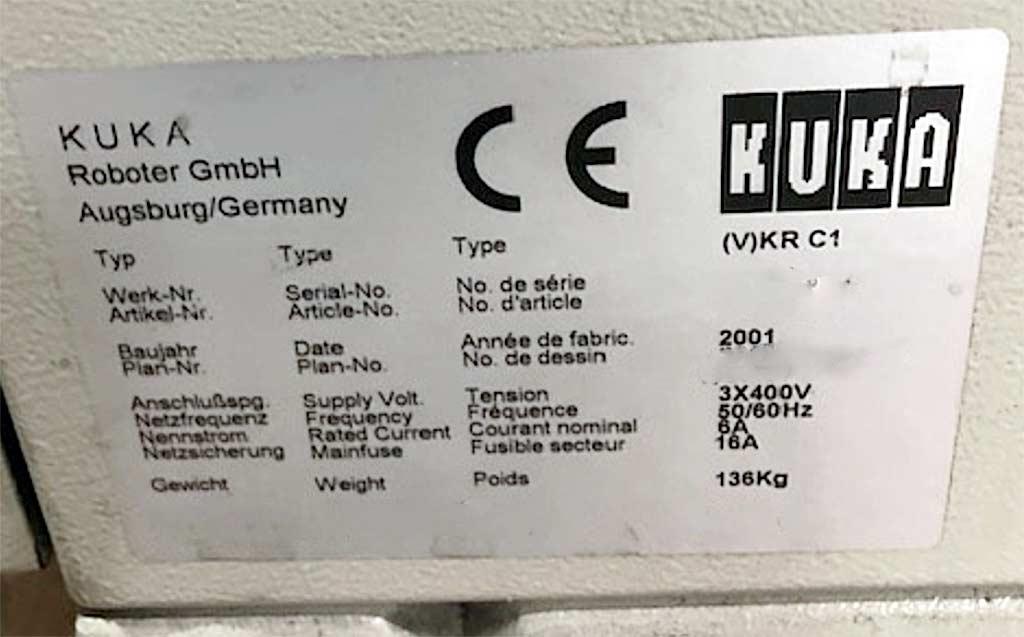 KUKA
Roboter GmbH
Augsburg/Germany
CE
KUKA
Typ Type Type (V)KR C1
Werk-Nr. Serial-No. No. de série
Artikel-Nr. Article-No. No. d'article
Baujahr Date Année de fabric. 2001
Plan-Nr. Plan-No. No. de dessin
Anschlußspg. Supply Volt. Tension 3X400V
Netzfrequenz Frequency Fréquence 50/60Hz
Nennstrom Rated Current Courant nominal 6A
Netzsicherung Mainfuse Fusible secteur 16A
Gewicht Weight Poids 136Kg